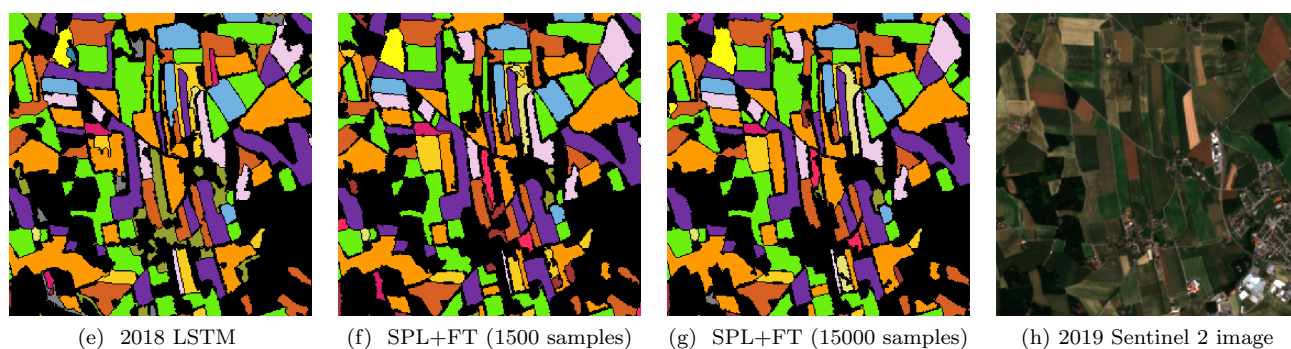 (e) 2018 LSTM
(f) SPL+FT (1500 samples)
(g) SPL+FT (15000 samples)
(h) 2019 Sentinel 2 image